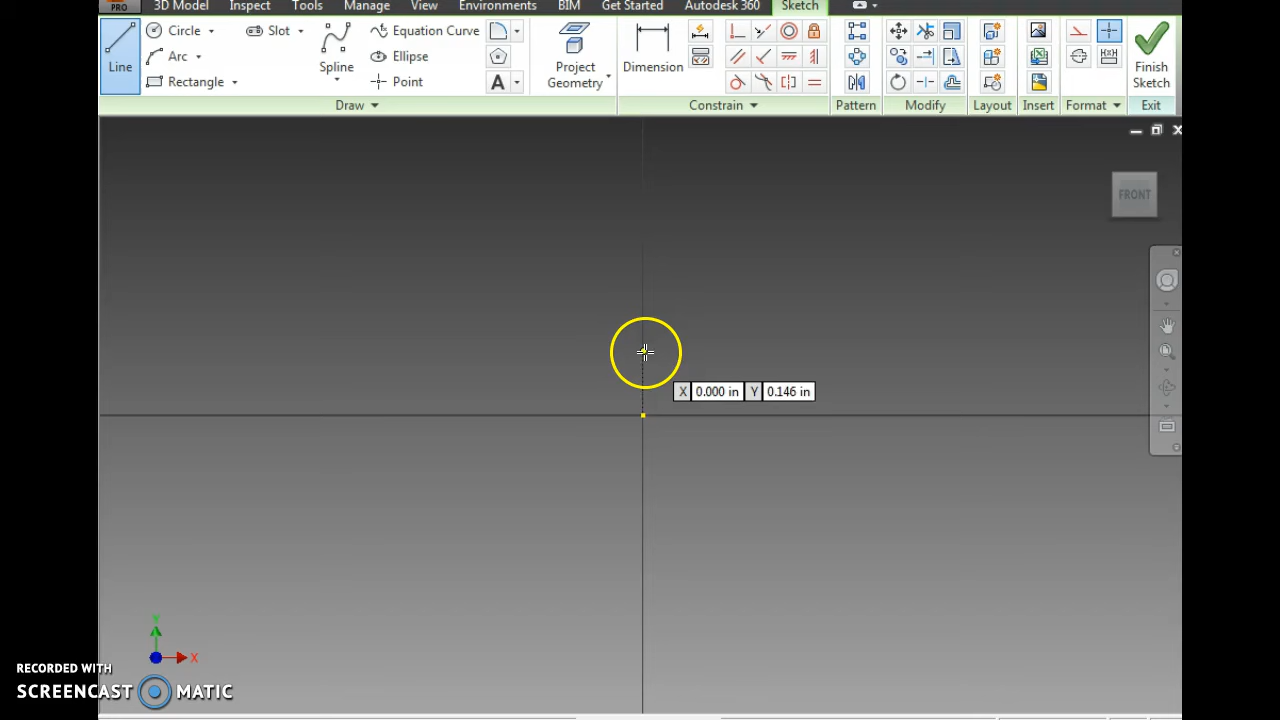 PRO
3D Model Inspect Tools Manage View Environments BIM Get Started Autodesk 360 Sketch
Line
Circle
Arc
Rectangle
Slot
Spline
Equation Curve
Ellipse
A Point
Project
Geometry
Dimension
Finish
Sketch
Draw Constrain Pattern Modify Layout Insert Format Exit
FRONT
X 0.000 in Y 0.146 in
Y
X
RECORDED WITH
SCREENCAST MATIC